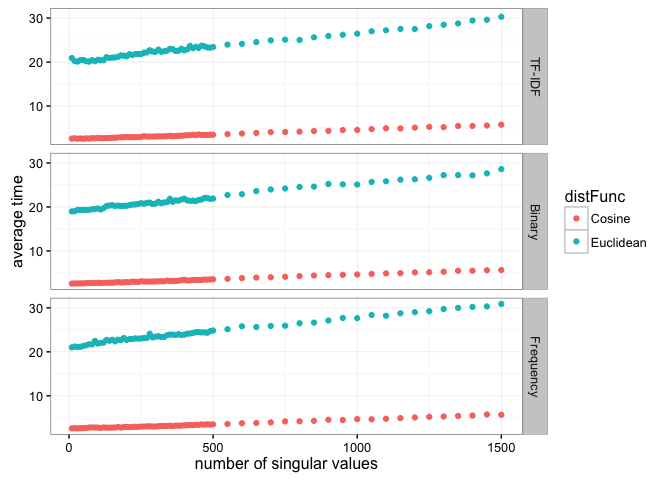 average time
30
20
10
TF-IDF
30
20
10
Binary
30
20
10
Frequency
0
500
1000
1500
number of singular values
distFunc
Cosine
Euclidean